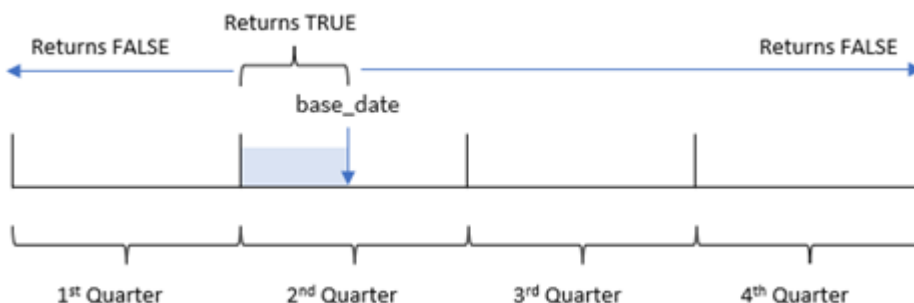 Returns TRUE
Returns FALSE
Returns FALSE
base_date
1st Quarter
2nd Quarter
3rd Quarter
4th Quarter